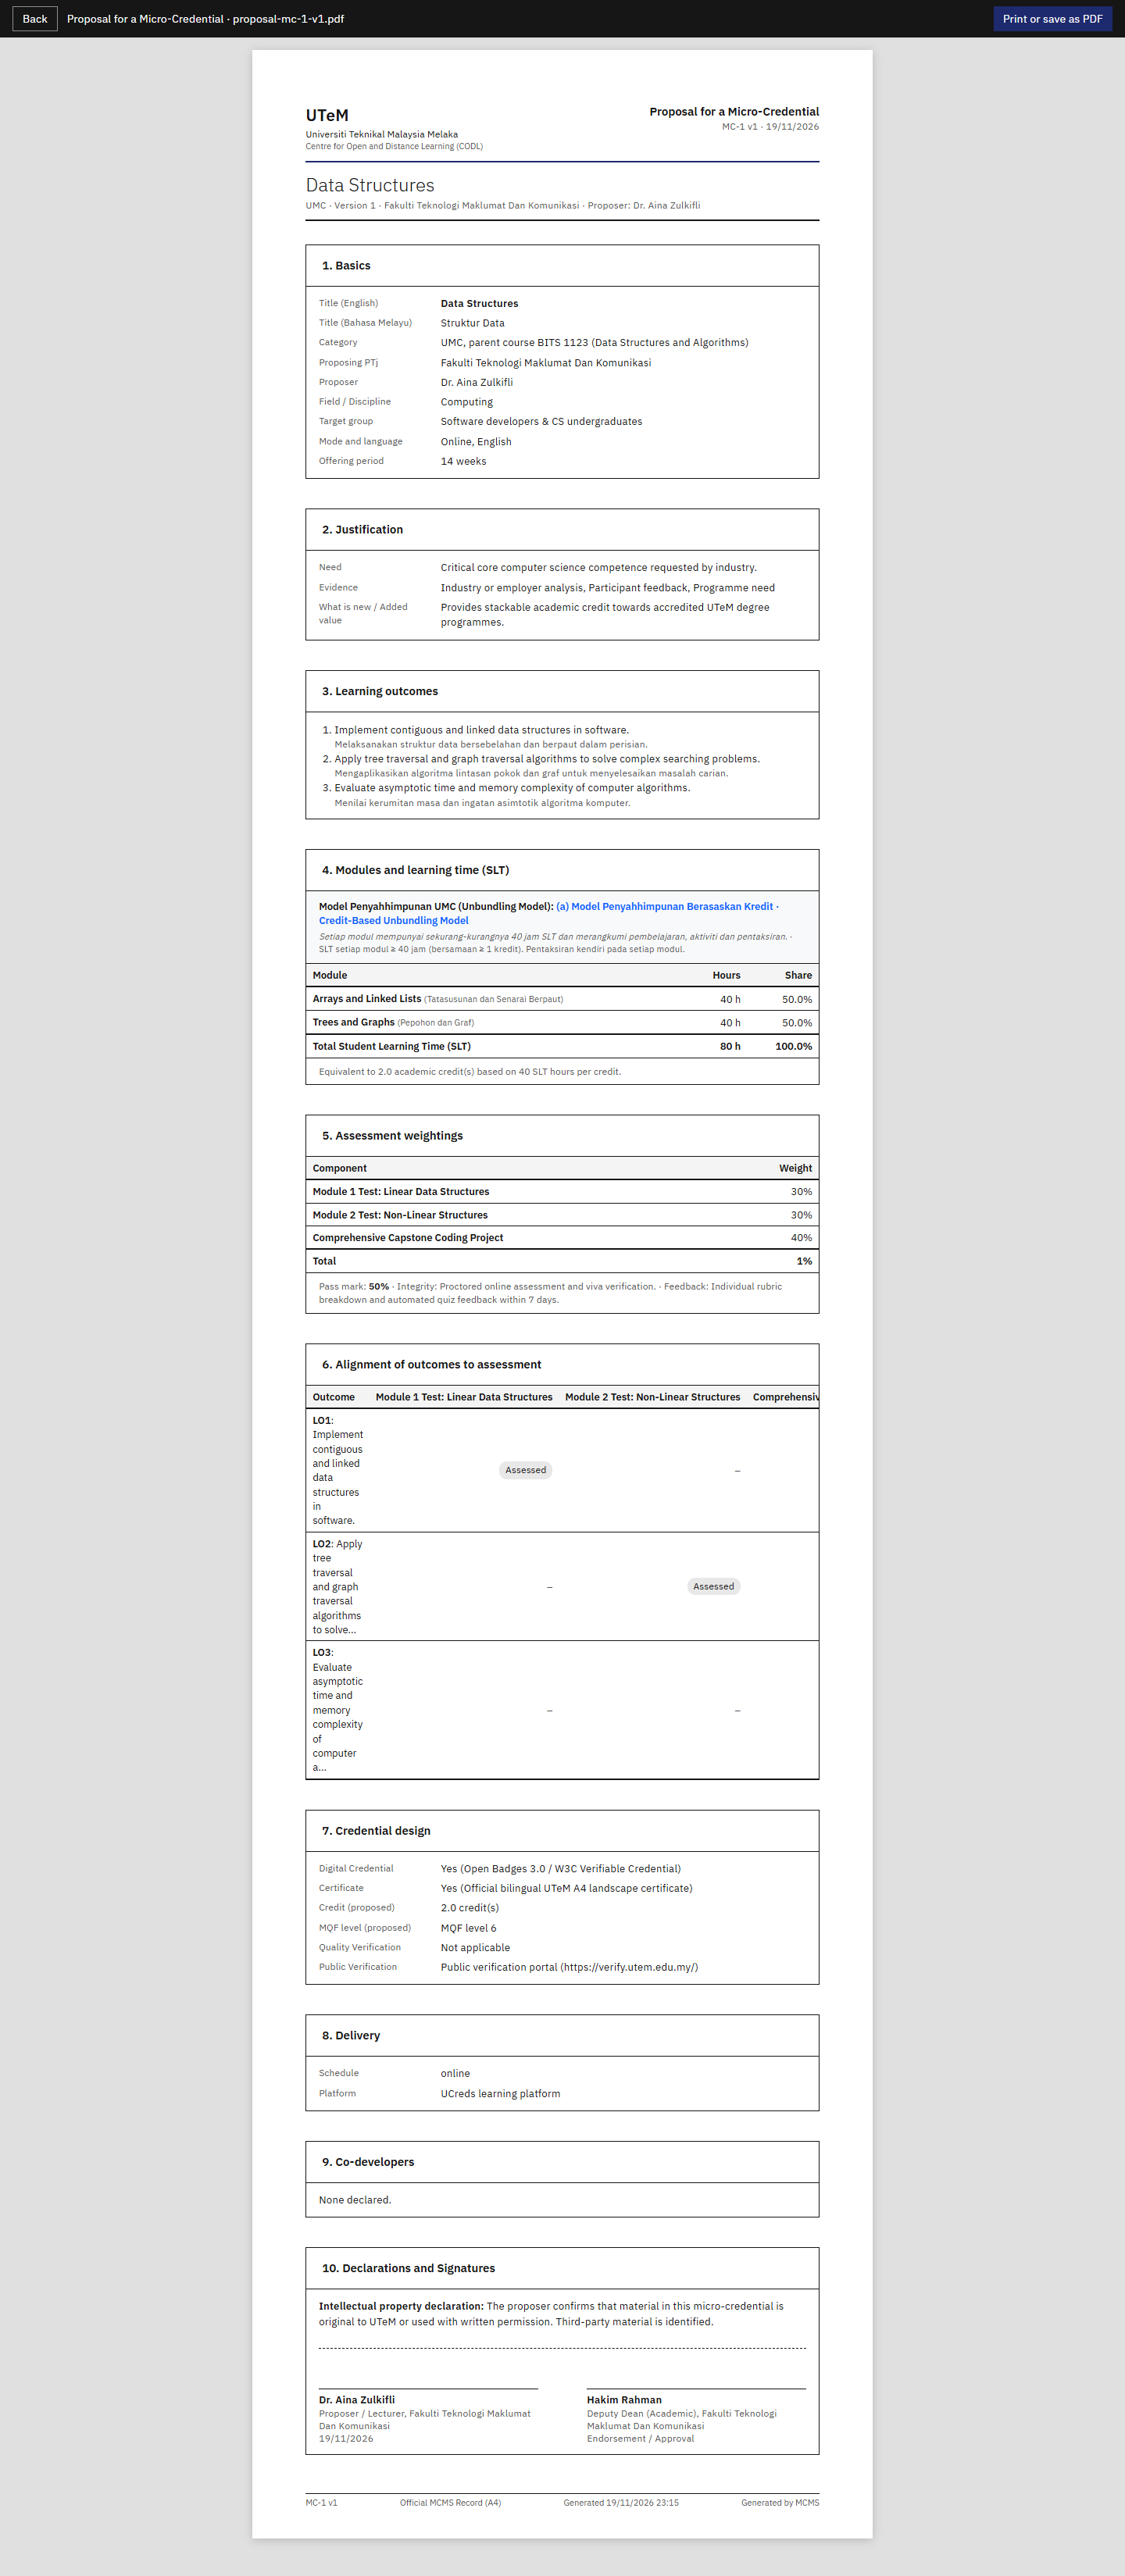 Back
Proposal for a Micro-Credential · proposal-mc-1-v1.pdf
Print or save as PDF
UTeM
Universiti Teknikal Malaysia Melaka
Centre for Open and Distance Learning (CODL)
Proposal for a Micro-Credential
MC-1 v1 · 19/11/2026
Data Structures
UMC · Version 1 · Fakulti Teknologi Maklumat Dan Komunikasi · Proposer: Dr. Aina Zulkifli
1. Basics
Title (English) Data Structures
Title (Bahasa Melayu) Struktur Data
Category UMC, parent course BITS 1123 (Data Structures and Algorithms)
Proposing PTj Fakulti Teknologi Maklumat Dan Komunikasi
Proposer Dr. Aina Zulkifli
Field / Discipline Computing
Target group Software developers & CS undergraduates
Mode and language Online, English
Offering period 14 weeks
2. Justification
Need Critical core computer science competence requested by industry.
Evidence Industry or employer analysis, Participant feedback, Programme need
What is new / Added
value
Provides stackable academic credit towards accredited UTeM degree
programmes.
3. Learning outcomes
1. Implement contiguous and linked data structures in software.
Melaksanakan struktur data bersebelahan dan berpaut dalam perisian.
2. Apply tree traversal and graph traversal algorithms to solve complex searching problems.
Mengaplikasikan algoritma lintasan pokok dan graf untuk menyelesaikan masalah carian.
3. Evaluate asymptotic time and memory complexity of computer algorithms.
Menilai kerumitan masa dan ingatan asimtotik algoritma komputer.
4. Modules and learning time (SLT)
Model Penyahhimpunan UMC (Unbundling Model): (a) Model Penyahhimpunan Berasaskan Kredit ·
Credit-Based Unbundling Model
Setiap modul mempunyai sekurang-kurangnya 40 jam SLT dan merangkumi pembelajaran, aktiviti dan pentaksiran. ·
SLT setiap modul ≥ 40 jam (bersamaan ≥ 1 kredit). Pentaksiran kendiri pada setiap modul.
Module Hours Share
Arrays and Linked Lists (Tatasusunan dan Senarai Berpaut) 40 h 50.0%
Trees and Graphs (Pepohon dan Graf) 40 h 50.0%
Total Student Learning Time (SLT) 80 h 100.0%
Equivalent to 2.0 academic credit(s) based on 40 SLT hours per credit.
5. Assessment weightings
Component Weight
Module 1 Test: Linear Data Structures 30%
Module 2 Test: Non-Linear Structures 30%
Comprehensive Capstone Coding Project 40%
Total 1%
Pass mark: 50% · Integrity: Proctored online assessment and viva verification. · Feedback: Individual rubric
breakdown and automated quiz feedback within 7 days.
6. Alignment of outcomes to assessment
Outcome Module 1 Test: Linear Data Structures Module 2 Test: Non-Linear Structures Comprehensiv
LO1:
Implement
contiguous
and linked
data
structures
in
software.
Assessed –
LO2: Apply
tree
traversal
and graph
traversal
algorithms
to solve...
– Assessed
LO3:
Evaluate
asymptotic
time and
memory
complexity
of
computer
a...
– –
7. Credential design
Digital Credential Yes (Open Badges 3.0 / W3C Verifiable Credential)
Certificate Yes (Official bilingual UTeM A4 landscape certificate)
Credit (proposed) 2.0 credit(s)
MQF level (proposed) MQF level 6
Quality Verification Not applicable
Public Verification Public verification portal (https://verify.utem.edu.my/)
8. Delivery
Schedule online
Platform UCreds learning platform
9. Co-developers
None declared.
10. Declarations and Signatures
Intellectual property declaration: The proposer confirms that material in this micro-credential is
original to UTeM or used with written permission. Third-party material is identified.
Dr. Aina Zulkifli
Proposer / Lecturer, Fakulti Teknologi Maklumat
Dan Komunikasi
19/11/2026
Hakim Rahman
Deputy Dean (Academic), Fakulti Teknologi
Maklumat Dan Komunikasi
Endorsement / Approval
MC-1 v1 Official MCMS Record (A4) Generated 19/11/2026 23:15 Generated by MCMS